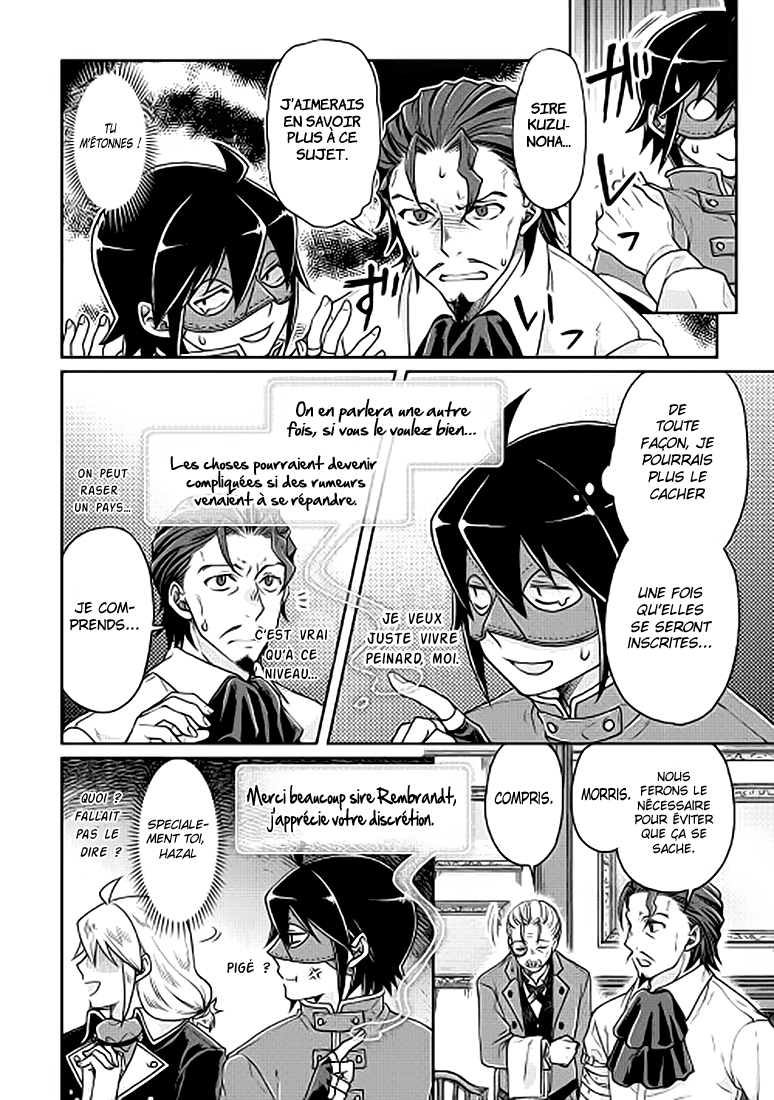 SIRE
KUZU-
NOHA...
J'AIMERAIS
EN SAVOIR
PLUS À CE
SUJET.
TU
M'ÉTONNES !
DE
TOUTE
FAÇON, JE
POURRAIS
PLUS LE
CACHER
UNE FOIS
QU'ELLES
SE SERONT
INSCRITES...
On en parlera une autre
fois, si vous le voulez bien...
Les choses pourraient devenir
compliquées si des rumeurs
venaient à se répandre.
JE VEUX
JUSTE VIVRE
PEINARD, MOI.
ON PEUT
RASER
UN PAYS...
C'EST VRAI
QU'A CE
NIVEAU...
JE COM-
PRENDS...
MORRIS.
NOUS
FERONS LE
NÉCESSAIRE
POUR ÉVITER
QUE ÇA SE
SACHE.
COMPRIS.
Merci beaucoup sire Rembrandt,
j'apprécie votre discrétion.
SPECIALE-
MENT TOI,
HAZAL
PIGÉ ?
QUOI ?
FALLAIT
PAS LE
DIRE ?